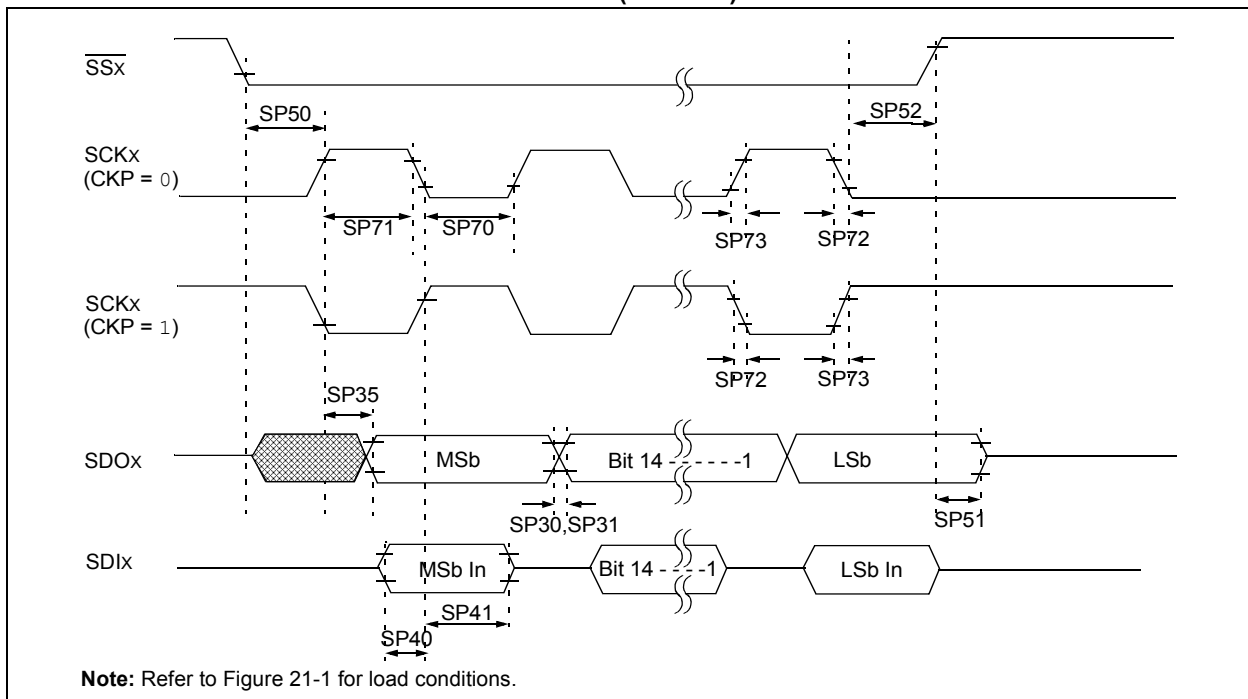 SSx
SP50
SP52
SCKx
(CKP = 0)
SP71
SP70
SP73
SP72
SCKx
(CKP = 1)
SP72
SP73
SP35
SDOx
MSb
Bit 14 - - - - - -1
LSb
SP30,SP31
SP51
SDIx
MSb In
Bit 14 - - - - -1
LSb In
SP41
SP40
Note: Refer to Figure 21-1 for load conditions.